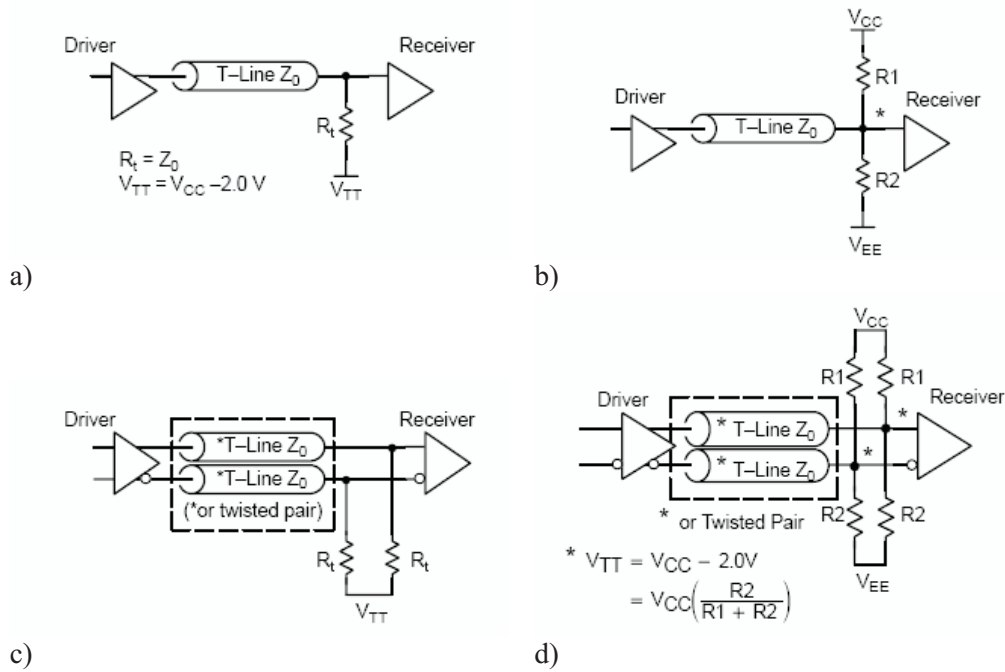 Driver
Receiver
T–Line Z0
Rt
Rt = Z0
VTT = VCC –2.0 V
VTT
a)
VCC
R1
Driver
*
Receiver
T–Line Z0
R2
VEE
b)
Driver
Receiver
*T–Line Z0
*T–Line Z0
(*or twisted pair)
Rt
Rt
VTT
c)
VCC
R1
R1
Driver
Receiver
* T–Line Z0
*
* T–Line Z0
*
R2
R2
* or Twisted Pair
VEE
* VTT = VCC – 2.0V
= VCC(R2 / R1 + R2)
d)